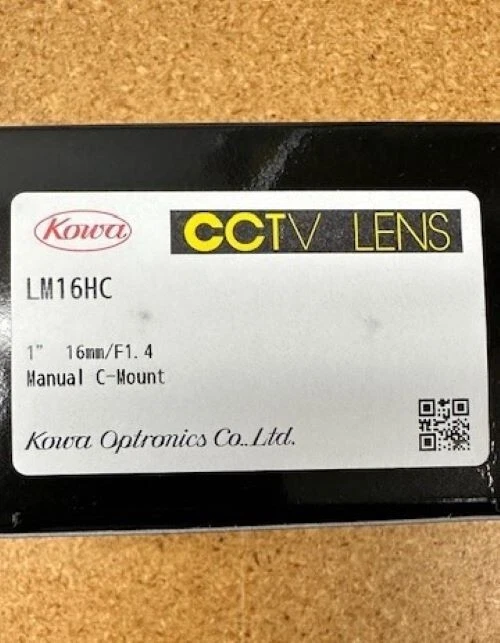 Kowa CCTV LENS
LM16HC
1" 16mm/F1.4
Manual C-Mount
Kowa Optronics Co.,Ltd.